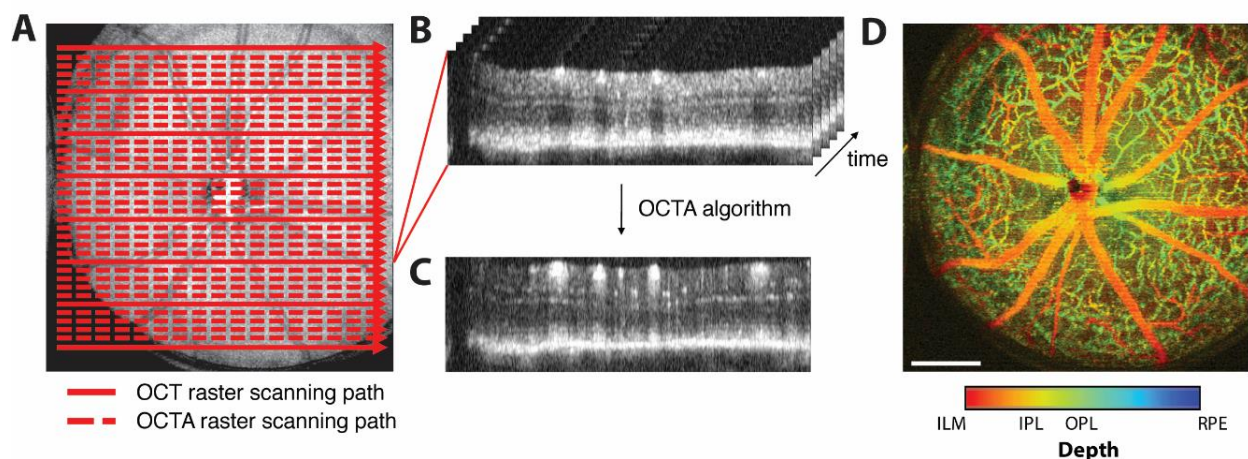 A
B
D
time
OCTA algorithm
C
OCT raster scanning path
OCTA raster scanning path
ILM IPL OPL RPE
Depth